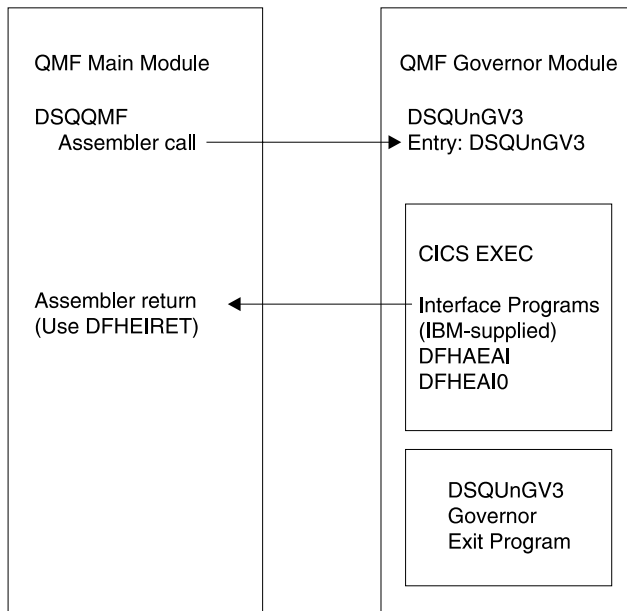 QMF Main Module
DSQQMF
Assembler call
Assembler return
(Use DFHEIRET)
QMF Governor Module
DSQUnGV3
Entry: DSQUnGV3
CICS EXEC
Interface Programs
(IBM-supplied)
DFHAEAI
DFHEAI0
DSQUnGV3
Governor
Exit Program